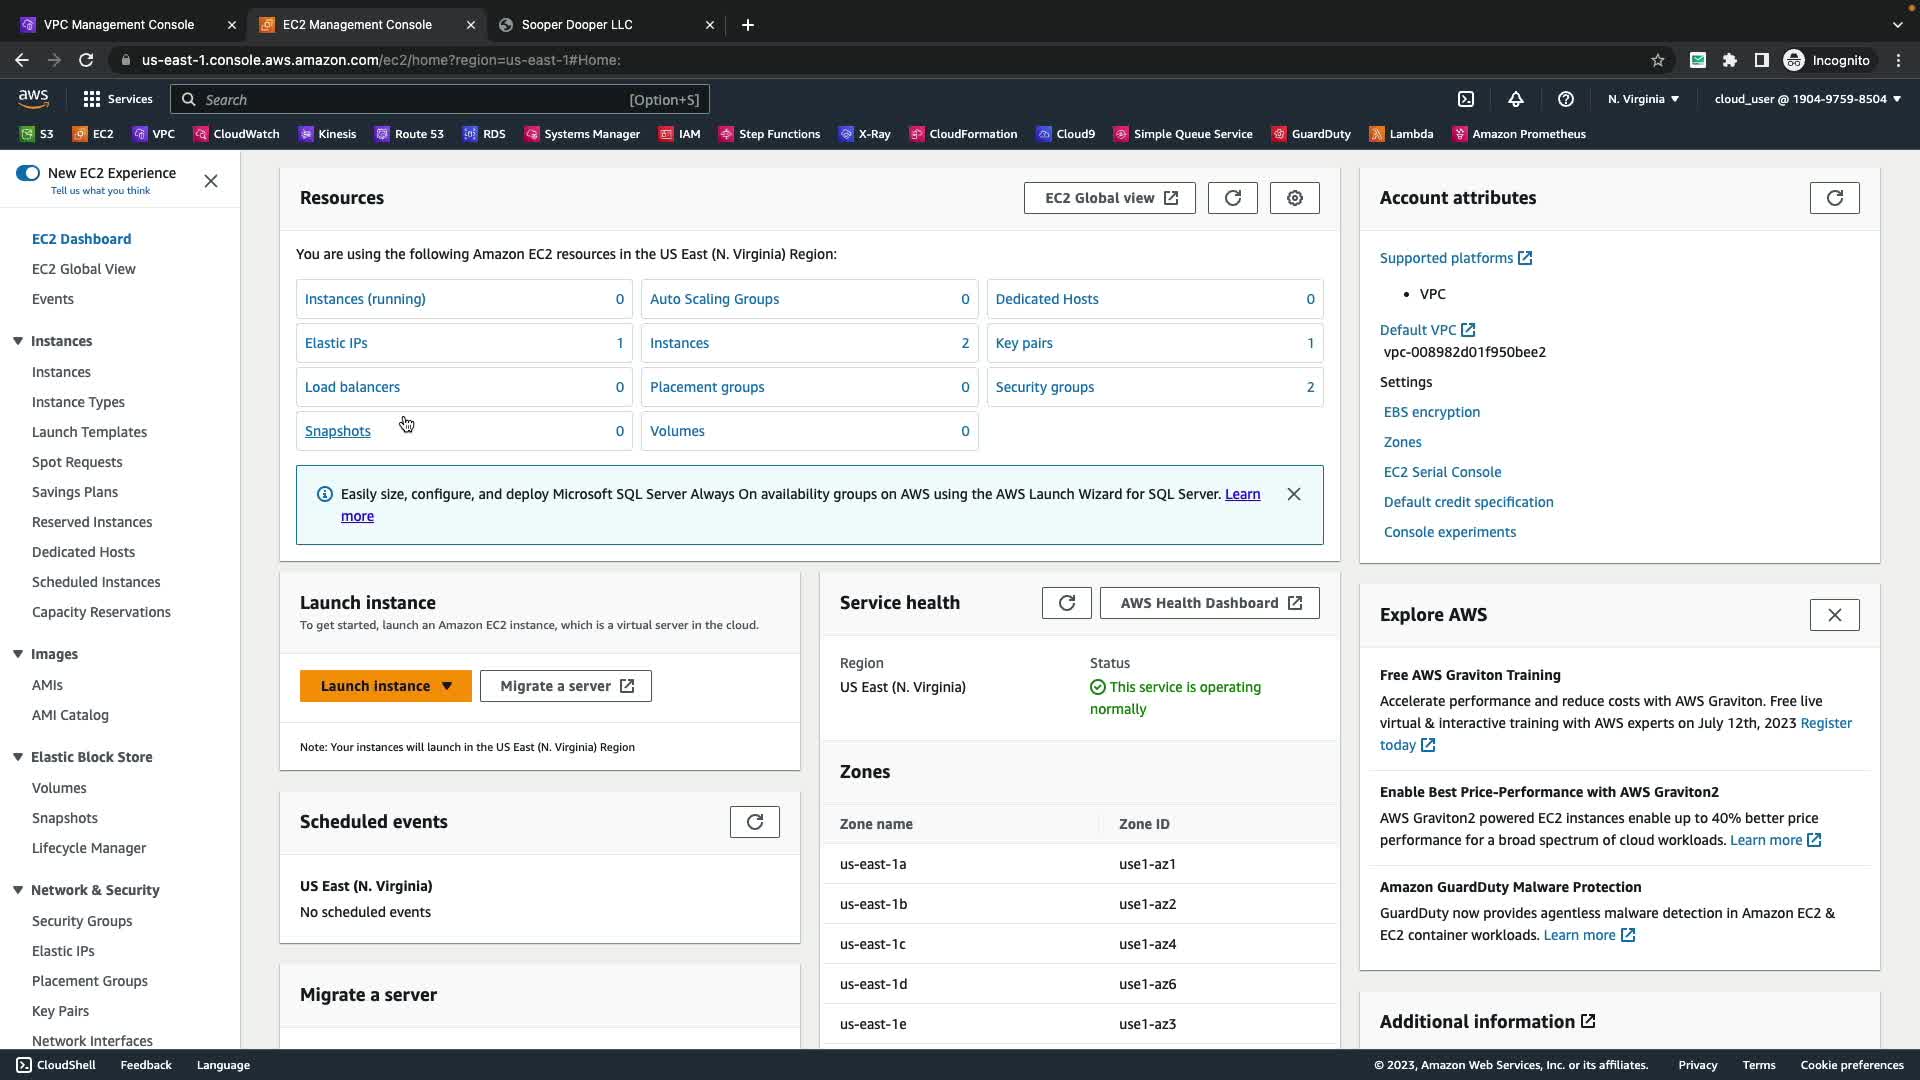 VPC Management Console
EC2 Management Console
Sooper Dooper LLC
us-east-1.console.aws.amazon.com/ec2/home?region=us-east-1#Home:
Incognito
aws
Services
Search
[Option+S]
N. Virginia
cloud_user @ 1904-9759-8504
S3
EC2
VPC
CloudWatch
Kinesis
Route 53
RDS
Systems Manager
IAM
Step Functions
X-Ray
CloudFormation
Cloud9
Simple Queue Service
GuardDuty
Lambda
Amazon Prometheus
New EC2 Experience
Tell us what you think
EC2 Dashboard
EC2 Global View
Events
Instances
Instances
Instance Types
Launch Templates
Spot Requests
Savings Plans
Reserved Instances
Dedicated Hosts
Scheduled Instances
Capacity Reservations
Images
AMIs
AMI Catalog
Elastic Block Store
Volumes
Snapshots
Lifecycle Manager
Network & Security
Security Groups
Elastic IPs
Placement Groups
Key Pairs
Network Interfaces
Resources
EC2 Global view
You are using the following Amazon EC2 resources in the US East (N. Virginia) Region:
Instances (running) 0
Auto Scaling Groups 0
Dedicated Hosts 0
Elastic IPs 1
Instances 2
Key pairs 1
Load balancers 0
Placement groups 0
Security groups 2
Snapshots 0
Volumes 0
Easily size, configure, and deploy Microsoft SQL Server Always On availability groups on AWS using the AWS Launch Wizard for SQL Server. Learn
more
Launch instance
To get started, launch an Amazon EC2 instance, which is a virtual server in the cloud.
Launch instance
Migrate a server
Note: Your instances will launch in the US East (N. Virginia) Region
Scheduled events
US East (N. Virginia)
No scheduled events
Migrate a server
Service health
AWS Health Dashboard
Region
US East (N. Virginia)
Status
This service is operating
normally
Zones
Zone name Zone ID
us-east-1a use1-az1
us-east-1b use1-az2
us-east-1c use1-az4
us-east-1d use1-az6
us-east-1e use1-az3
Account attributes
Supported platforms
• VPC
Default VPC
vpc-008982d01f950bee2
Settings
EBS encryption
Zones
EC2 Serial Console
Default credit specification
Console experiments
Explore AWS
Free AWS Graviton Training
Accelerate performance and reduce costs with AWS Graviton. Free live
virtual & interactive training with AWS experts on July 12th, 2023 Register
today
Enable Best Price-Performance with AWS Graviton2
AWS Graviton2 powered EC2 instances enable up to 40% better price
performance for a broad spectrum of cloud workloads. Learn more
Amazon GuardDuty Malware Protection
GuardDuty now provides agentless malware detection in Amazon EC2 &
EC2 container workloads. Learn more
Additional information
CloudShell
Feedback
Language
© 2023, Amazon Web Services, Inc. or its affiliates.
Privacy
Terms
Cookie preferences